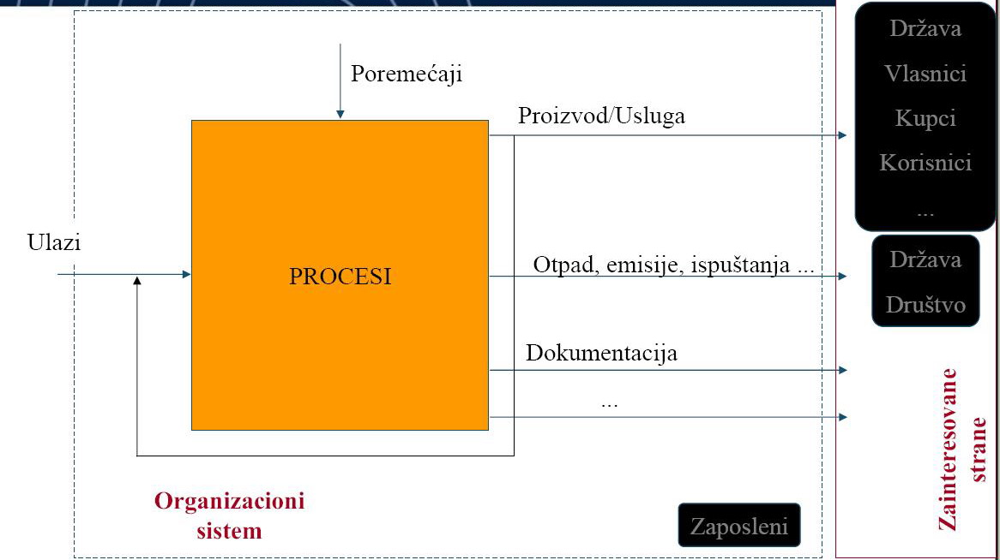 Poremećaji
Proizvod/Usluga
Ulazi
PROCESI
Otpad, emisije, ispuštanja ...
Dokumentacija
...
Organizacioni
sistem
Zaposleni
Država
Vlasnici
Kupci
Korisnici
...
Država
Društvo
Zainteresovane
strane